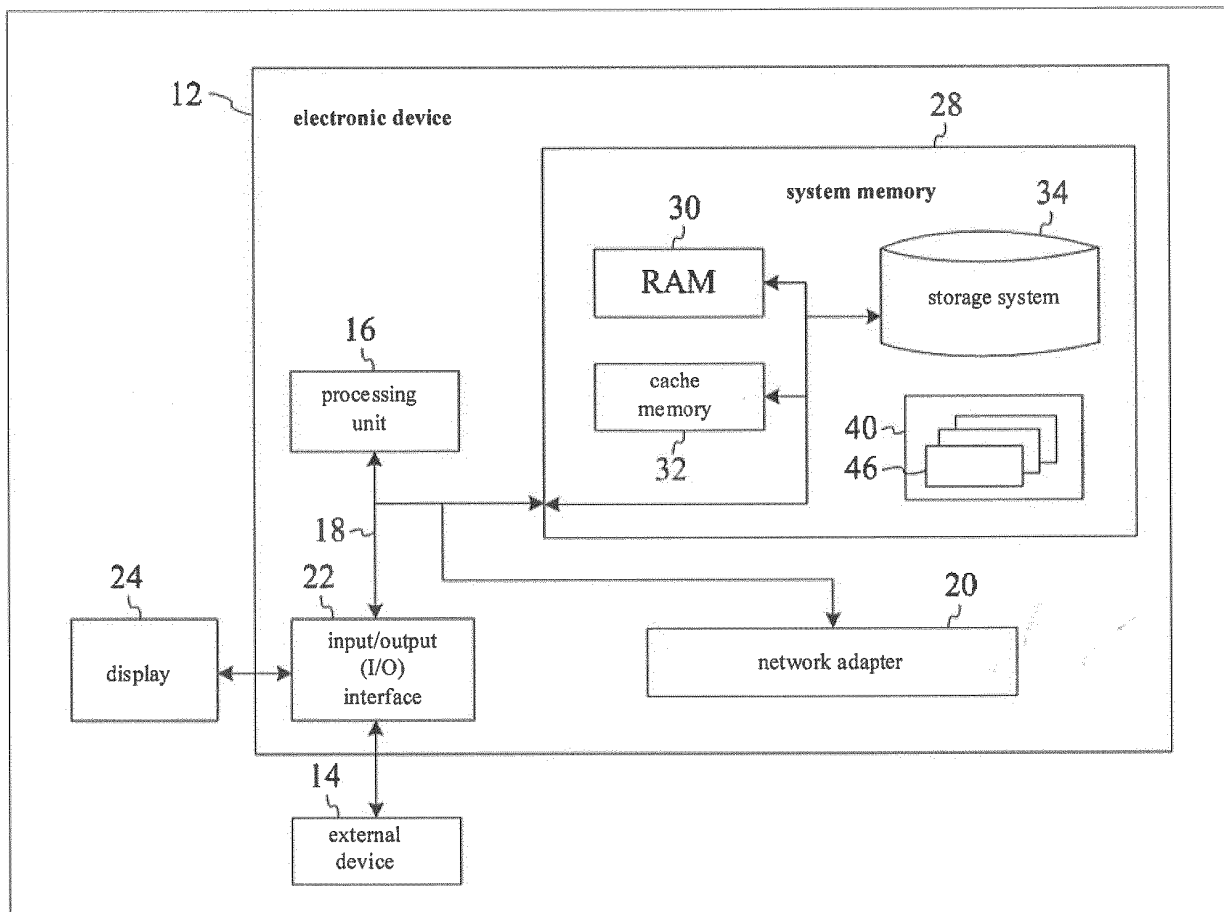 12
electronic device
28
system memory
30
RAM
34
storage system
16
processing
unit
cache
memory
32
40
46
18
24
display
22
input/output
(I/O)
interface
20
network adapter
14
external
device